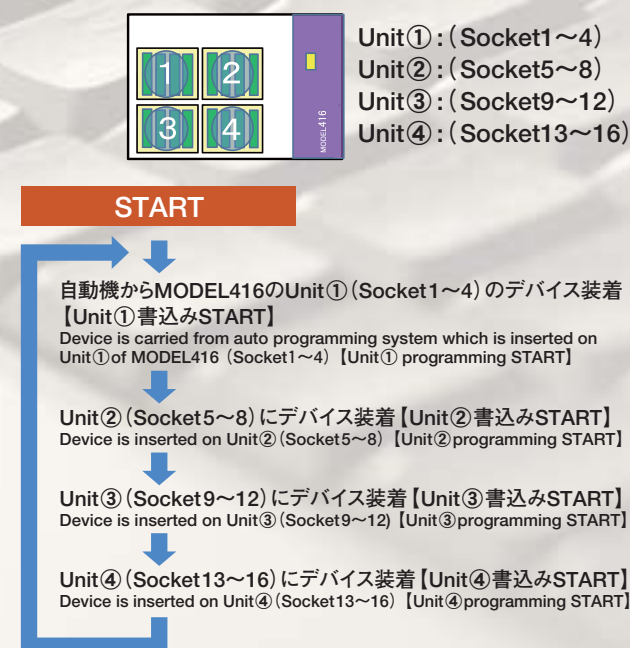 1
2
3
4
MODEL416
Unit①:(Socket1～4)
Unit②:(Socket5～8)
Unit③:(Socket9～12)
Unit④:(Socket13～16)
START
自動機からMODEL416のUnit①(Socket1～4)のデバイス装着
【Unit①書込みSTART】
Device is carried from auto programming system which is inserted on
Unit①of MODEL416 (Socket1～4)【Unit① programming START】
Unit②(Socket5～8)にデバイス装着【Unit②書込みSTART】
Device is inserted on Unit②(Socket5～8)【Unit②programming START】
Unit③(Socket9～12)にデバイス装着【Unit③書込みSTART】
Device is inserted on Unit③(Socket9～12)【Unit③programming START】
Unit④(Socket13～16)にデバイス装着【Unit④書込みSTART】
Device is inserted on Unit④(Socket13～16)【Unit④programming START】